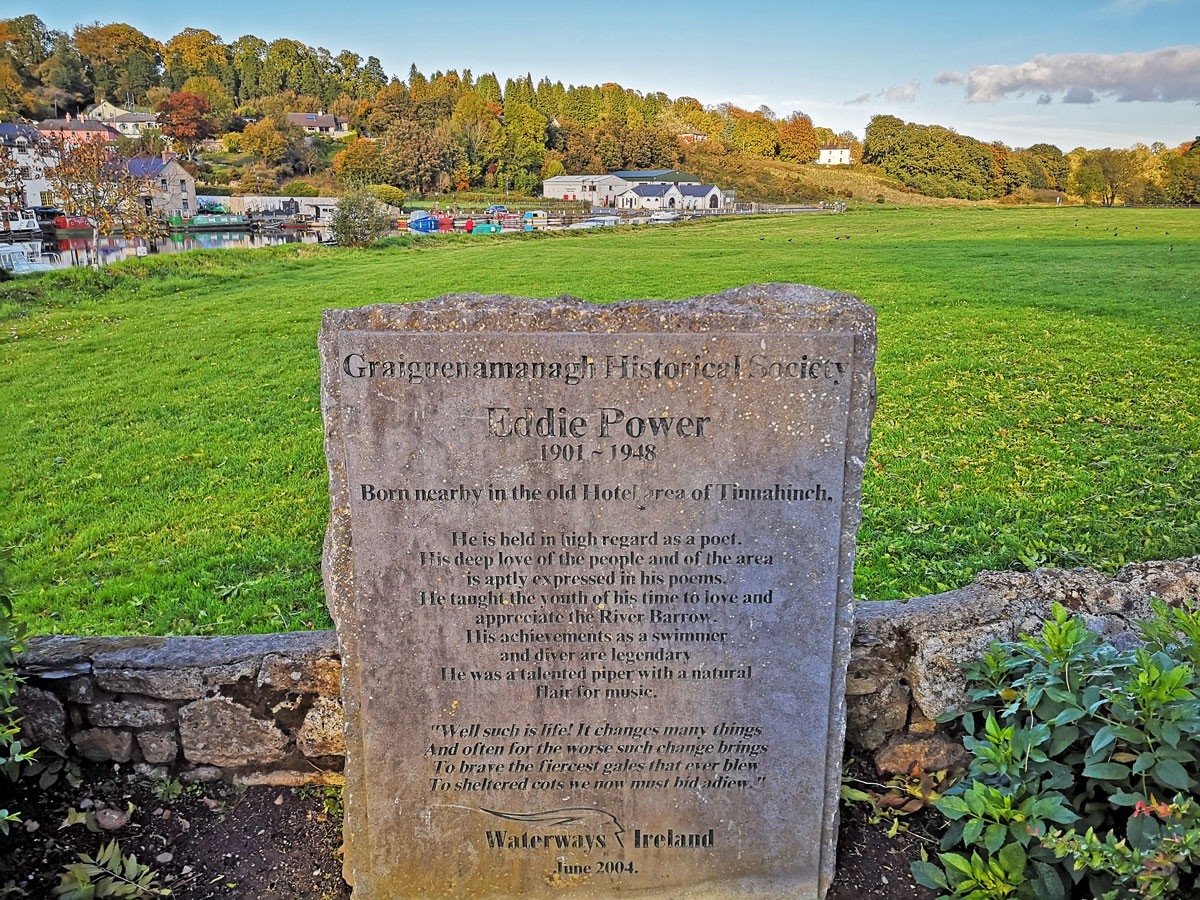 Graiguenamanagh Historical Society
Eddie Power
1901 ~ 1948
Born nearby in the old Hotel area of Tinnahinch.
He is held in high regard as a poet.
His deep love of the people and of the area
is aptly expressed in his poems.
He taught the youth of his time to love and
appreciate the River Barrow.
His achievements as a swimmer
and diver are legendary
He was a talented piper with a natural
flair for music.
"Well such is life! It changes many things
And often for the worse such change brings
To brave the fiercest gales that ever blew
To sheltered cots we now must bid adiew."
Waterways Ireland
June 2004.